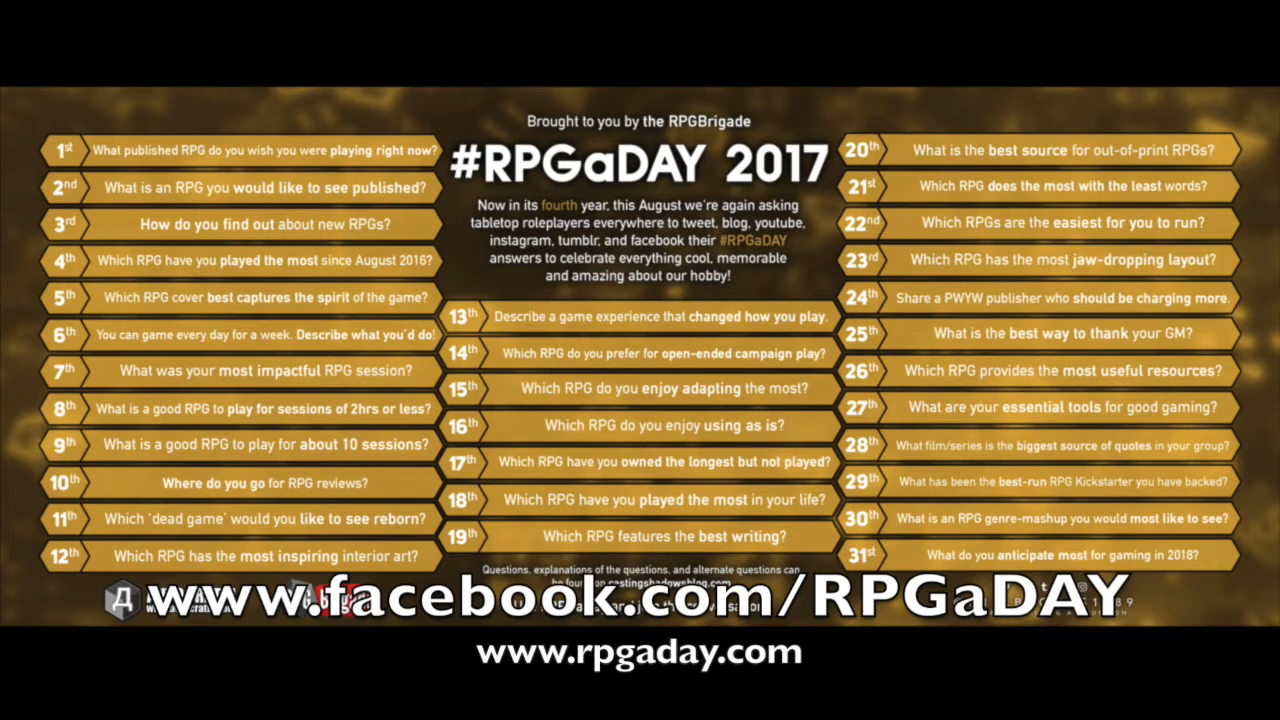 1st What published RPG do you wish you were playing right now?
2nd What is an RPG you would like to see published?
3rd How do you find out about new RPGs?
4th Which RPG have you played the most since August 2016?
5th Which RPG cover best captures the spirit of the game?
6th You can game every day for a week. Describe what you'd do!
7th What was your most impactful RPG session?
8th What is a good RPG to play for sessions of 2hrs or less?
9th What is a good RPG to play for about 10 sessions?
10th Where do you go for RPG reviews?
11th Which 'dead game' would you like to see reborn?
12th Which RPG has the most inspiring interior art?
Brought to you by the RPGBrigade
#RPGaDAY 2017
Now in its fourth year, this August we're again asking
tabletop roleplayers everywhere to tweet, blog, youtube,
instagram, tumblr, and facebook their #RPGaDAY
answers to celebrate everything cool, memorable
and amazing about our hobby!
13th Describe a game experience that changed how you play.
14th Which RPG do you prefer for open-ended campaign play?
15th Which RPG do you enjoy adapting the most?
16th Which RPG do you enjoy using as is?
17th Which RPG have you owned the longest but not played?
18th Which RPG have you played the most in your life?
19th Which RPG features the best writing?
Questions, explanations of the questions, and alternate questions can
be found on castingshadowsblog.com
20th What is the best source for out-of-print RPGs?
21st Which RPG does the most with the least words?
22nd Which RPGs are the easiest for you to run?
23rd Which RPG has the most jaw-dropping layout?
24th Share a PWYW publisher who should be charging more.
25th What is the best way to thank your GM?
26th Which RPG provides the most useful resources?
27th What are your essential tools for good gaming?
28th What film/series is the biggest source of quotes in your group?
29th What has been the best-run RPG Kickstarter you have backed?
30th What is an RPG genre-mashup you would most like to see?
31st What do you anticipate most for gaming in 2018?
www.facebook.com/RPGaDAY
www.rpgaday.com